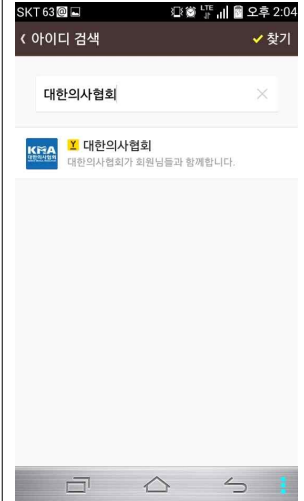 SKT 63 @ LTE 오후 2:04
< 아이디 검색 ✓ 찾기
대한의사협회 ×
KMA Y 대한의사협회
대한의사협회 대한의사협회가 회원님들과 함께합니다.